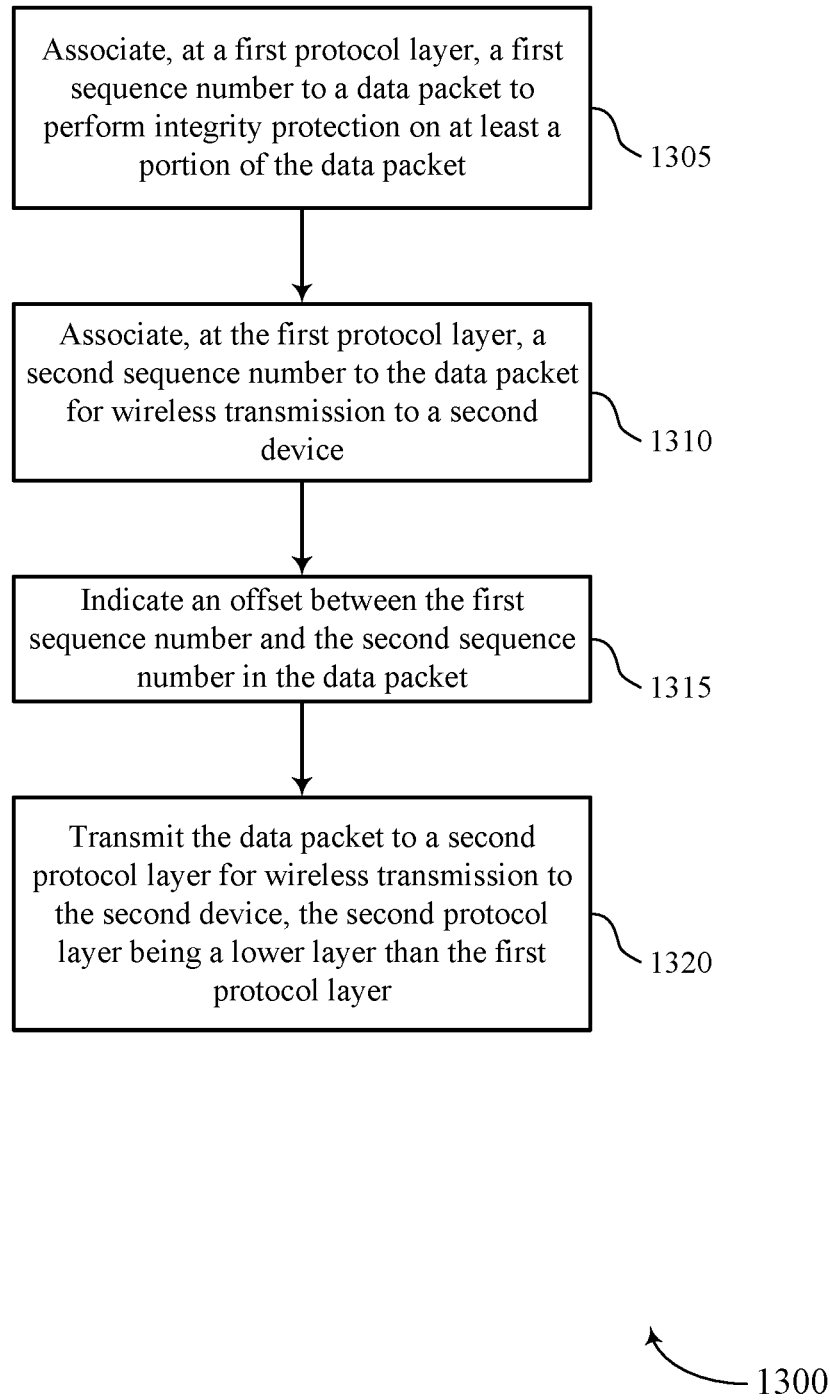 Associate, at a first protocol layer, a first
sequence number to a data packet to
perform integrity protection on at least a
portion of the data packet
1305
Associate, at the first protocol layer, a
second sequence number to the data packet
for wireless transmission to a second
device
1310
Indicate an offset between the first
sequence number and the second sequence
number in the data packet
1315
Transmit the data packet to a second
protocol layer for wireless transmission to
the second device, the second protocol
layer being a lower layer than the first
protocol layer
1320
1300